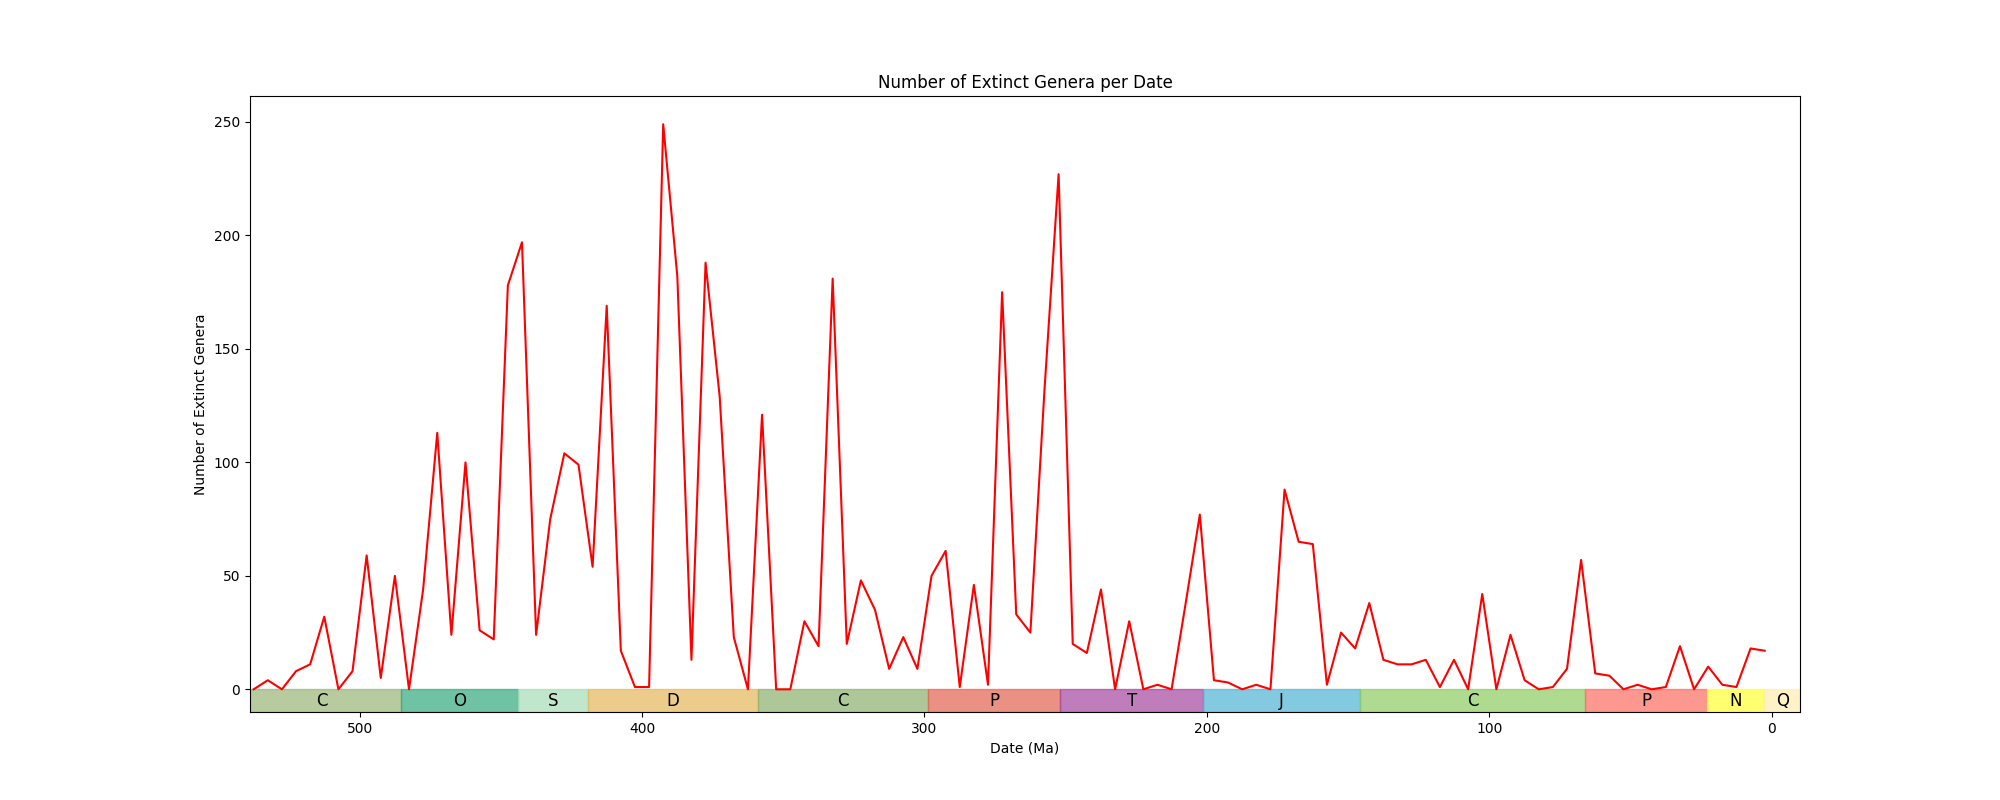 Number of Extinct Genera per Date
Number of Extinct Genera
250
200
150
100
50
0
C O S D C P T J C P N Q
500 400 300 200 100 0
Date (Ma)